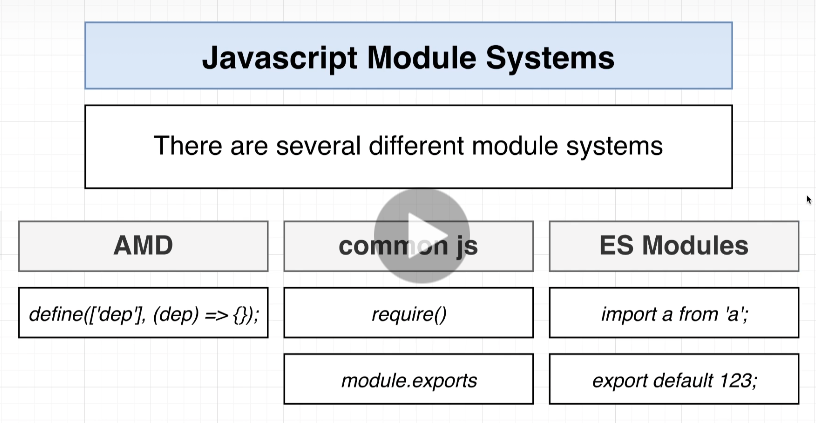 Javascript Module Systems
There are several different module systems
AMD
common js
ES Modules
define(['dep'], (dep) => {});
require()
import a from 'a';
module.exports
export default 123;